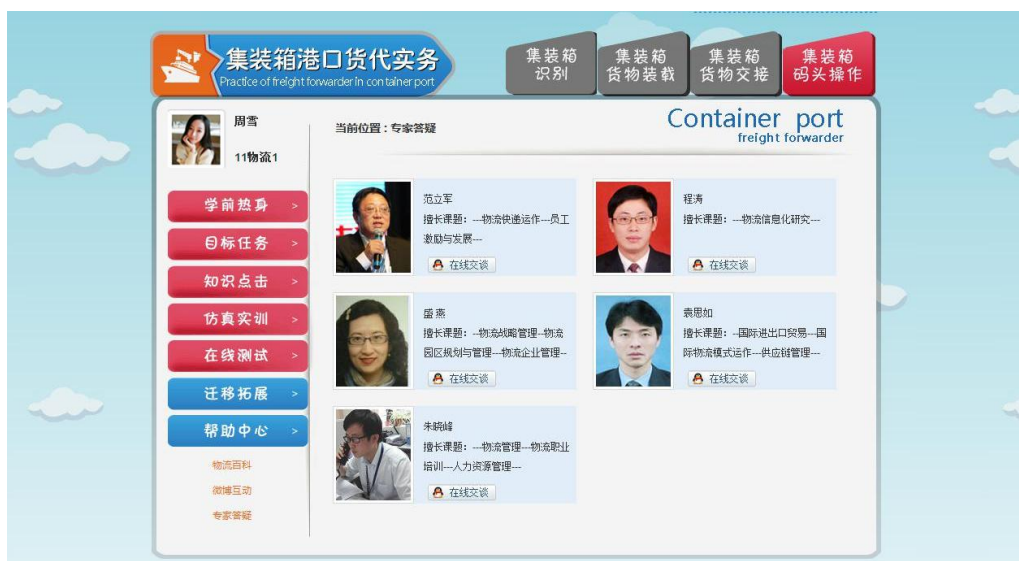 集装箱港口货代实务
Practice of freight forwarder in container port
集装箱
识别
集装箱
货物装载
集装箱
货物交接
集装箱
码头操作
周雪
11物流1
当前位置：专家答疑
Container port
freight forwarder
学前热身 >
目标任务 >
知识点击 >
仿真实训 >
在线测试 >
迁移拓展 >
帮助中心 >
物流百科
微博互动
专家答疑
范立军
擅长课题：---物流快递运作---员工
激励与发展---
在线交谈
程涛
擅长课题：---物流信息化研究---
在线交谈
盛燕
擅长课题：--物流战略管理--物流
园区规划与管理---物流企业管理--
在线交谈
袁思如
擅长课题：--国际进出口贸易---国
际物流模式运作---供应链管理---
在线交谈
朱晓峰
擅长课题：---物流管理---物流职业
培训---人力资源管理---
在线交谈